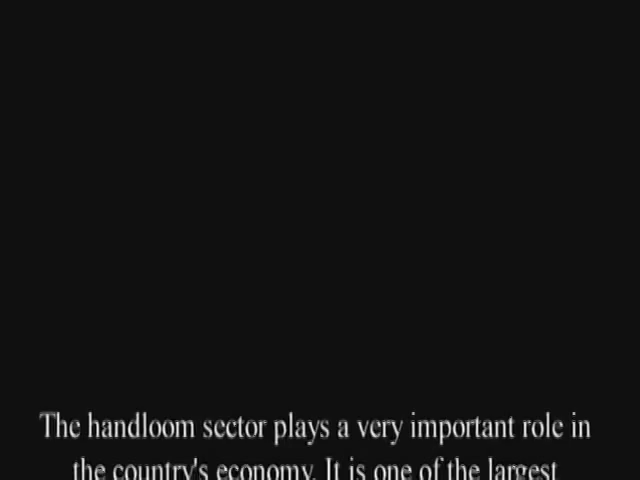 The handloom sector plays a very important role in
the country's economy. It is one of the largest